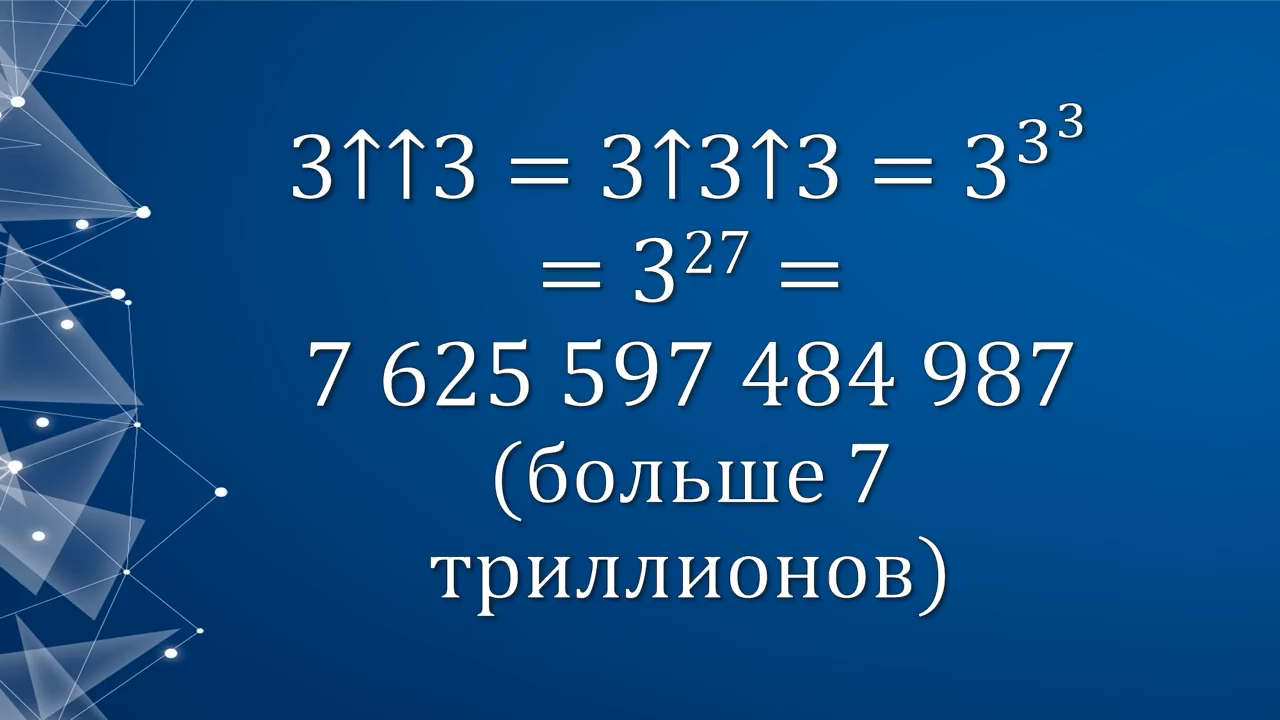 3↑↑3 = 3↑3↑3 = 3^3^3
= 3^27 =
7 625 597 484 987
(больше 7
триллионов)